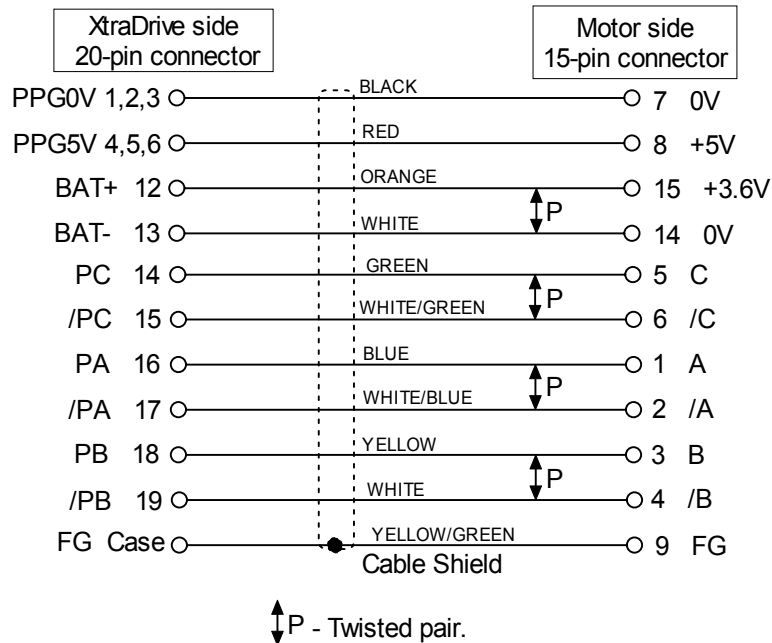 XtraDrive side
20-pin connector
Motor side
15-pin connector
PPG0V 1,2,3 BLACK 7 0V
PPG5V 4,5,6 RED 8 +5V
BAT+ 12 ORANGE 15 +3.6V
P
BAT- 13 WHITE 14 0V
PC 14 GREEN 5 C
P
/PC 15 WHITE/GREEN 6 /C
PA 16 BLUE 1 A
P
/PA 17 WHITE/BLUE 2 /A
PB 18 YELLOW 3 B
P
/PB 19 WHITE 4 /B
FG Case YELLOW/GREEN 9 FG
Cable Shield
P - Twisted pair.